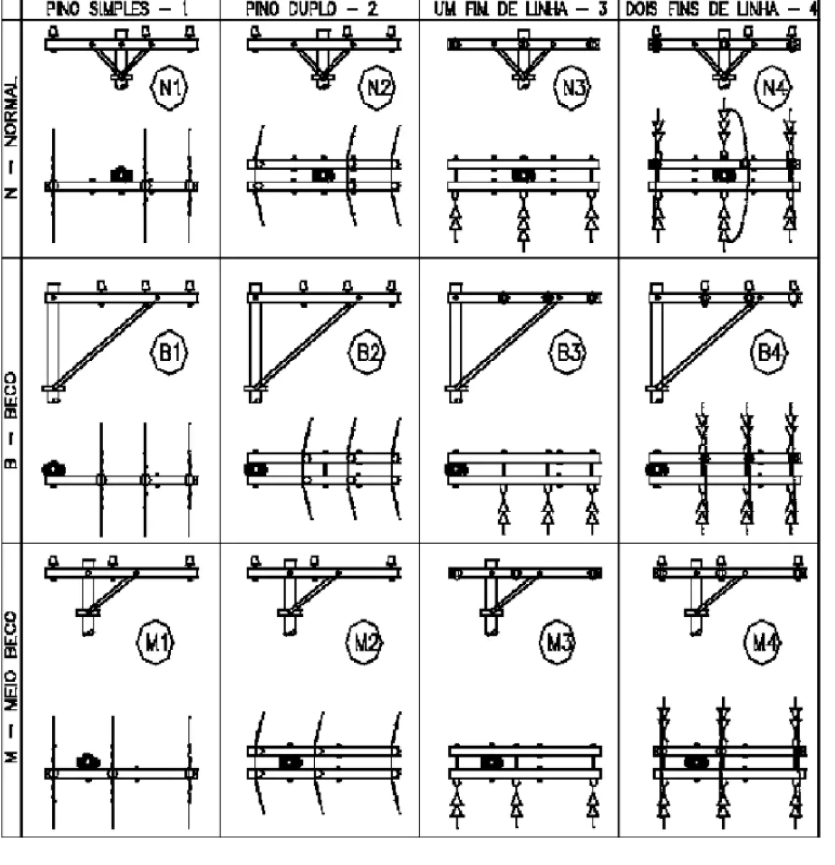 PINO SIMPLES – 1
PINO DUPLO – 2
UM FIM DE LINHA – 3
DOIS FINS DE LINHA – 4
N – NORMAL
N1
N2
N3
N4
B – BECO
B1
B2
B3
B4
M – MEIO BECO
M1
M2
M3
M4